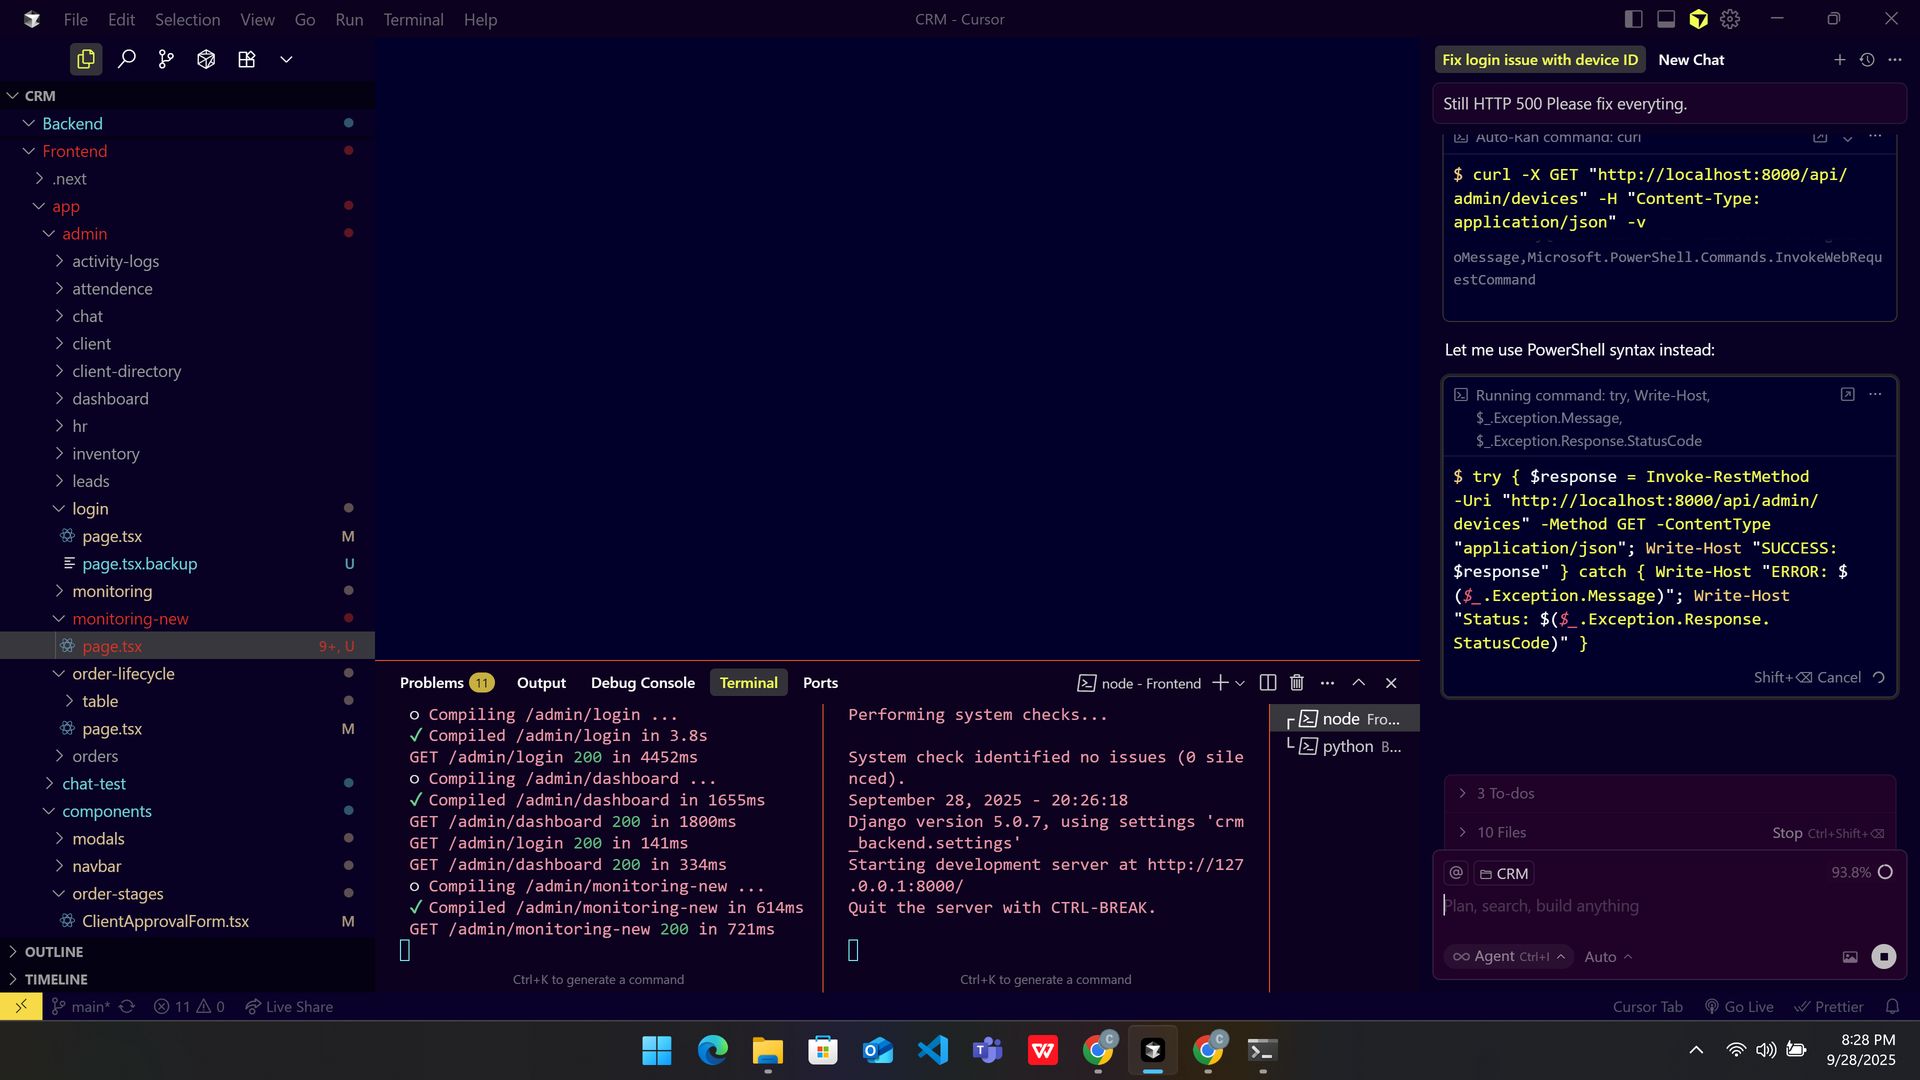 File Edit Selection View Go Run Terminal Help
CRM - Cursor
CRM
Backend
Frontend
.next
app
admin
activity-logs
attendence
chat
client
client-directory
dashboard
hr
inventory
leads
login
page.tsx M
page.tsx.backup U
monitoring
monitoring-new
page.tsx 9+, U
order-lifecycle
table
page.tsx M
orders
chat-test
components
modals
navbar
order-stages
ClientApprovalForm.tsx M
OUTLINE
TIMELINE
Problems 11 Output Debug Console Terminal Ports
node - Frontend
Compiling /admin/login ...
✓ Compiled /admin/login in 3.8s
GET /admin/login 200 in 4452ms
Compiling /admin/dashboard ...
✓ Compiled /admin/dashboard in 1655ms
GET /admin/dashboard 200 in 1800ms
GET /admin/login 200 in 141ms
GET /admin/dashboard 200 in 334ms
Compiling /admin/monitoring-new ...
✓ Compiled /admin/monitoring-new in 614ms
GET /admin/monitoring-new 200 in 721ms
Ctrl+K to generate a command
Performing system checks...
System check identified no issues (0 sile
nced).
September 28, 2025 - 20:26:18
Django version 5.0.7, using settings 'crm
_backend.settings'
Starting development server at http://127
.0.0.1:8000/
Quit the server with CTRL-BREAK.
Ctrl+K to generate a command
node Fro...
python B...
Fix login issue with device ID New Chat
Still HTTP 500 Please fix everyting.
Auto-Ran command: curl
$ curl -X GET "http://localhost:8000/api/
admin/devices" -H "Content-Type:
application/json" -v
oMessage,Microsoft.PowerShell.Commands.InvokeWebRequ
estCommand
Let me use PowerShell syntax instead:
Running command: try, Write-Host,
$_.Exception.Message,
$_.Exception.Response.StatusCode
$ try { $response = Invoke-RestMethod
-Uri "http://localhost:8000/api/admin/
devices" -Method GET -ContentType
"application/json"; Write-Host "SUCCESS:
$response" } catch { Write-Host "ERROR: $
($_.Exception.Message)"; Write-Host
"Status: $($_.Exception.Response.
StatusCode)" }
Shift+⌫ Cancel
3 To-dos
10 Files Stop Ctrl+Shift+⌫
@ CRM 93.8%
Plan, search, build anything
Agent Ctrl+I Auto
main* 11 0 Live Share
Cursor Tab Go Live Prettier
8:28 PM
9/28/2025